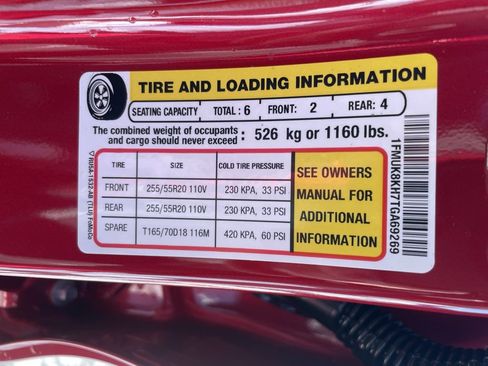 TIRE AND LOADING INFORMATION
SEATING CAPACITY TOTAL : 6 FRONT: 2 REAR: 4
The combined weight of occupants
and cargo should never exceed : 526 kg or 1160 lbs.
TIRE SIZE COLD TIRE PRESSURE
FRONT 255/55R20 110V 230 KPA, 33 PSI
REAR 255/55R20 110V 230 KPA, 33 PSI
SPARE T165/70D18 116M 420 KPA, 60 PSI
SEE OWNERS
MANUAL FOR
ADDITIONAL
INFORMATION
1FMUK8KH7TGA69269
(TLU) FoMoCo